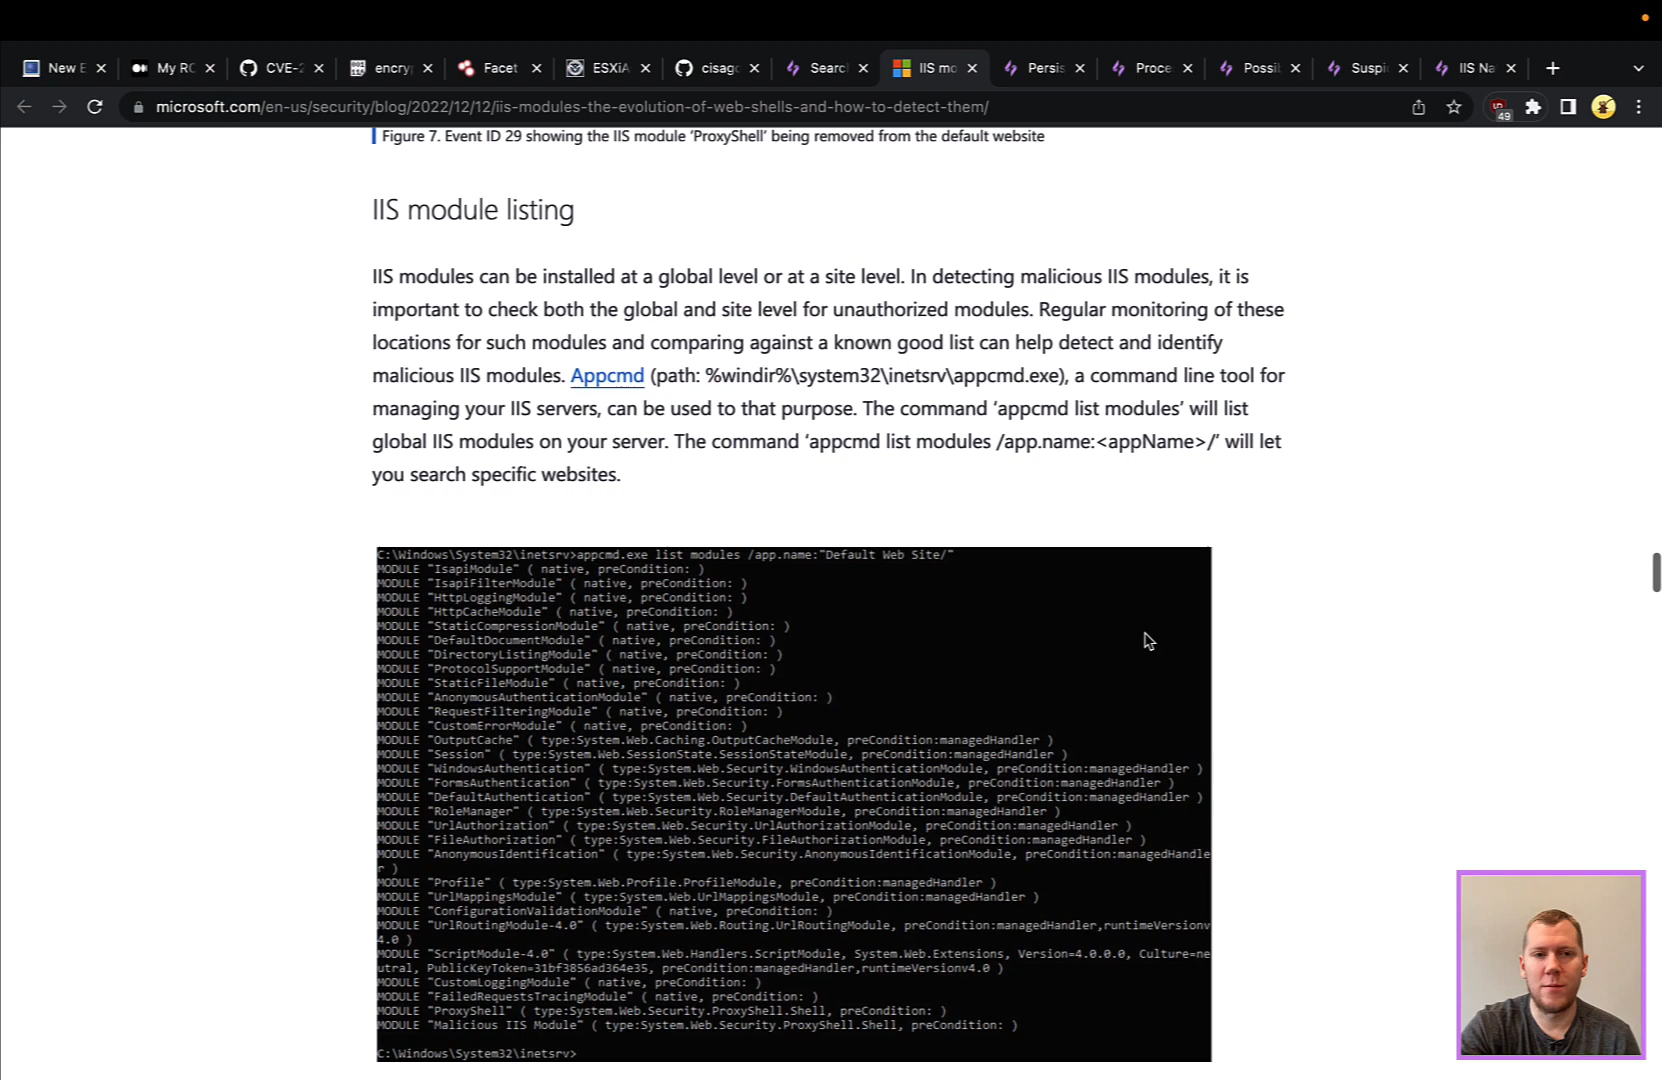 New E
My RC
CVE-2
encry
Facet
ESXiA
cisago
Search
IIS mo
Persis
Proce
Possil
Suspi
IIS Na
microsoft.com/en-us/security/blog/2022/12/12/iis-modules-the-evolution-of-web-shells-and-how-to-detect-them/
49
Figure 7. Event ID 29 showing the IIS module ‘ProxyShell’ being removed from the default website
IIS module listing
IIS modules can be installed at a global level or at a site level. In detecting malicious IIS modules, it is
important to check both the global and site level for unauthorized modules. Regular monitoring of these
locations for such modules and comparing against a known good list can help detect and identify
malicious IIS modules. Appcmd (path: %windir%\system32\inetsrv\appcmd.exe), a command line tool for
managing your IIS servers, can be used to that purpose. The command ‘appcmd list modules’ will list
global IIS modules on your server. The command ‘appcmd list modules /app.name:<appName>/’ will let
you search specific websites.
C:\Windows\System32\inetsrv>appcmd.exe list modules /app.name:"Default Web Site/"
MODULE "IsapiModule" ( native, preCondition: )
MODULE "IsapiFilterModule" ( native, preCondition: )
MODULE "HttpLoggingModule" ( native, preCondition: )
MODULE "HttpCacheModule" ( native, preCondition: )
MODULE "StaticCompressionModule" ( native, preCondition: )
MODULE "DefaultDocumentModule" ( native, preCondition: )
MODULE "DirectoryListingModule" ( native, preCondition: )
MODULE "ProtocolSupportModule" ( native, preCondition: )
MODULE "StaticFileModule" ( native, preCondition: )
MODULE "AnonymousAuthenticationModule" ( native, preCondition: )
MODULE "RequestFilteringModule" ( native, preCondition: )
MODULE "CustomErrorModule" ( native, preCondition: )
MODULE "OutputCache" ( type:System.Web.Caching.OutputCacheModule, preCondition:managedHandler )
MODULE "Session" ( type:System.Web.SessionState.SessionStateModule, preCondition:managedHandler )
MODULE "WindowsAuthentication" ( type:System.Web.Security.WindowsAuthenticationModule, preCondition:managedHandler )
MODULE "FormsAuthentication" ( type:System.Web.Security.FormsAuthenticationModule, preCondition:managedHandler )
MODULE "DefaultAuthentication" ( type:System.Web.Security.DefaultAuthenticationModule, preCondition:managedHandler )
MODULE "RoleManager" ( type:System.Web.Security.RoleManagerModule, preCondition:managedHandler )
MODULE "UrlAuthorization" ( type:System.Web.Security.UrlAuthorizationModule, preCondition:managedHandler )
MODULE "FileAuthorization" ( type:System.Web.Security.FileAuthorizationModule, preCondition:managedHandler )
MODULE "AnonymousIdentification" ( type:System.Web.Security.AnonymousIdentificationModule, preCondition:managedHandle
r )
MODULE "Profile" ( type:System.Web.Profile.ProfileModule, preCondition:managedHandler )
MODULE "UrlMappingsModule" ( type:System.Web.UrlMappingsModule, preCondition:managedHandler )
MODULE "ConfigurationValidationModule" ( native, preCondition: )
MODULE "UrlRoutingModule-4.0" ( type:System.Web.Routing.UrlRoutingModule, preCondition:managedHandler,runtimeVersionv
4.0 )
MODULE "ScriptModule-4.0" ( type:System.Web.Handlers.ScriptModule, System.Web.Extensions, Version=4.0.0.0, Culture=ne
utral, PublicKeyToken=31bf3856ad364e35, preCondition:managedHandler,runtimeVersionv4.0 )
MODULE "CustomLoggingModule" ( native, preCondition: )
MODULE "FailedRequestsTracingModule" ( native, preCondition: )
MODULE "ProxyShell" ( type:System.Web.Security.ProxyShell.Shell, preCondition: )
MODULE "Malicious IIS Module" ( type:System.Web.Security.ProxyShell.Shell, preCondition: )
C:\Windows\System32\inetsrv>